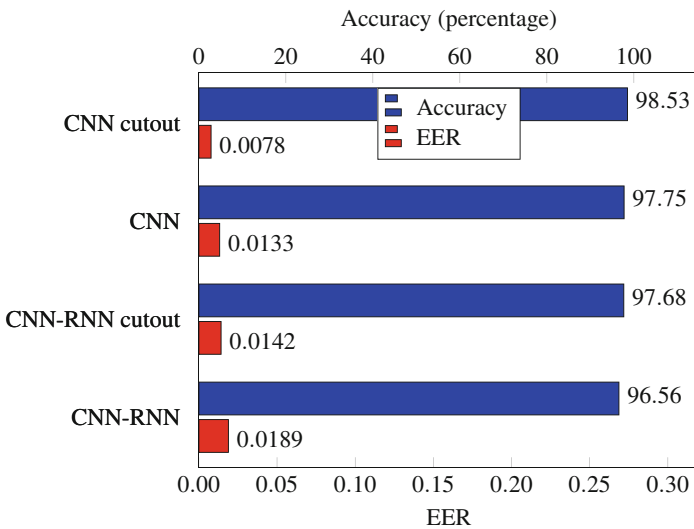 Accuracy (percentage)
0 20 40 60 80 100
CNN cutout
98.53
0.0078
Accuracy
EER
CNN
97.75
0.0133
CNN-RNN cutout
97.68
0.0142
CNN-RNN
96.56
0.0189
0.00 0.05 0.10 0.15 0.20 0.25 0.30
EER